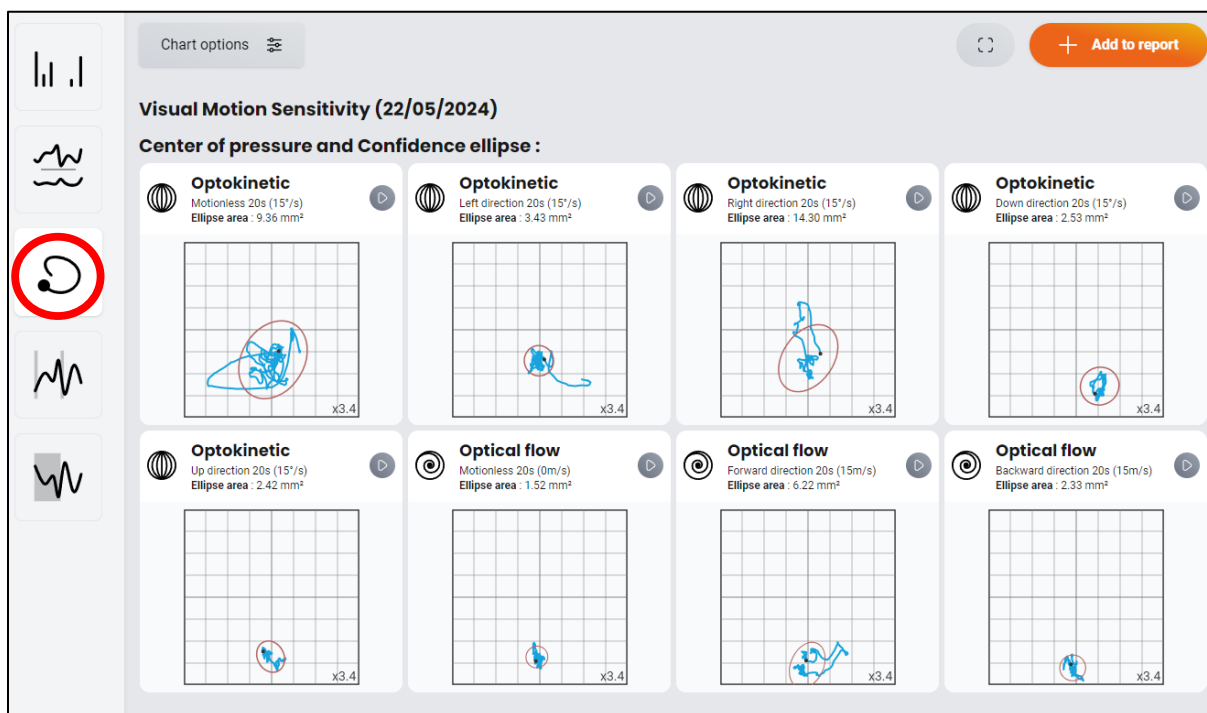 Chart options
Add to report
Visual Motion Sensitivity (22/05/2024)
Center of pressure and Confidence ellipse :
Optokinetic
Motionless 20s (15°/s)
Ellipse area : 9.36 mm²
x3.4
Optokinetic
Left direction 20s (15°/s)
Ellipse area : 3.43 mm²
x3.4
Optokinetic
Right direction 20s (15°/s)
Ellipse area : 14.30 mm²
x3.4
Optokinetic
Down direction 20s (15°/s)
Ellipse area : 2.53 mm²
x3.4
Optokinetic
Up direction 20s (15°/s)
Ellipse area : 2.42 mm²
x3.4
Optical flow
Motionless 20s (0m/s)
Ellipse area : 1.52 mm²
x3.4
Optical flow
Forward direction 20s (15m/s)
Ellipse area : 6.22 mm²
x3.4
Optical flow
Backward direction 20s (15m/s)
Ellipse area : 2.33 mm²
x3.4